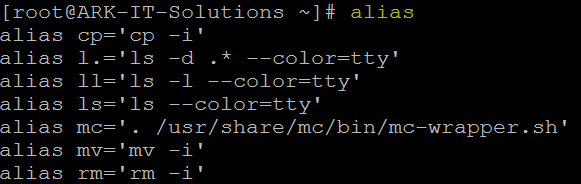 [root@ARK-IT-Solutions ~]# alias
alias cp='cp -i'
alias l.='ls -d .* --color=tty'
alias ll='ls -l --color=tty'
alias ls='ls --color=tty'
alias mc='. /usr/share/mc/bin/mc-wrapper.sh'
alias mv='mv -i'
alias rm='rm -i'